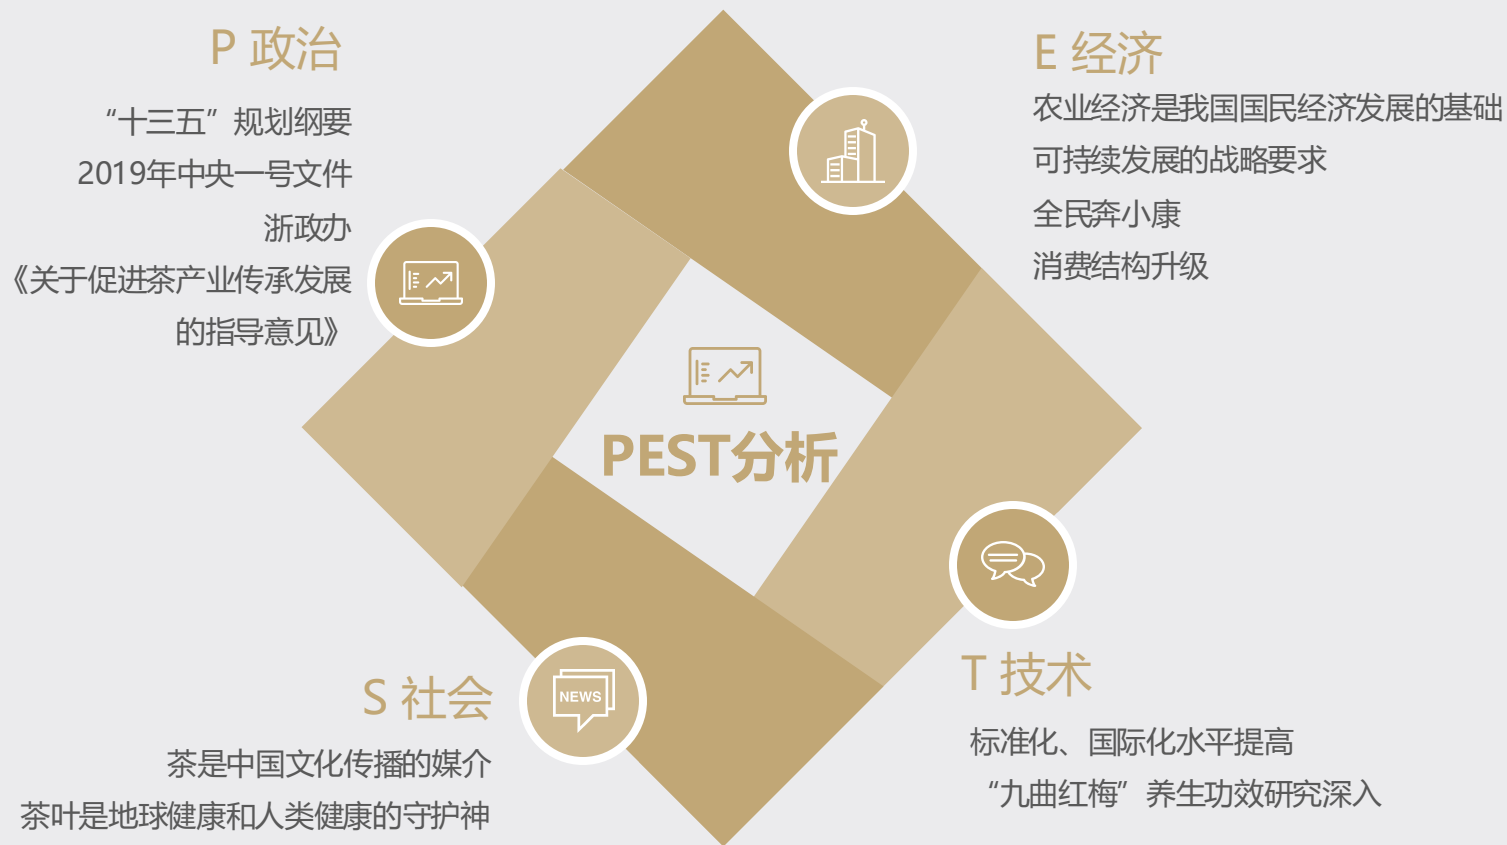 P 政治
“十三五”规划纲要
2019年中央一号文件
浙政办
《关于促进茶产业传承发展
的指导意见》
E 经济
农业经济是我国国民经济发展的基础
可持续发展的战略要求
全民奔小康
消费结构升级
PEST分析
S 社会
NEWS
茶是中国文化传播的媒介
茶叶是地球健康和人类健康的守护神
T 技术
标准化、国际化水平提高
“九曲红梅”养生功效研究深入